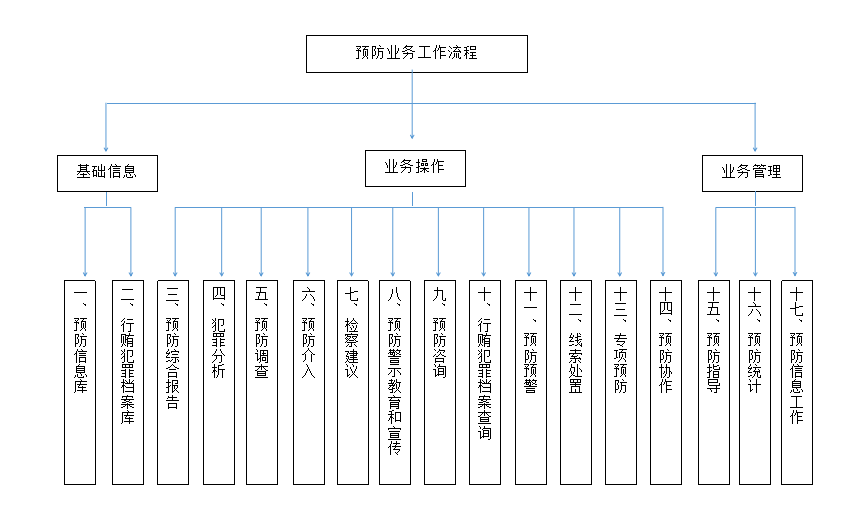 预防业务工作流程
基础信息
业务操作
业务管理
一、预防信息库
二、行贿犯罪档案库
三、预防综合报告
四、犯罪分析
五、预防调查
六、预防介入
七、检察建议
八、预防警示教育和宣传
九、预防咨询
十、行贿犯罪档案查询
十一、预防预警
十二、线索处置
十三、专项预防
十四、预防协作
十五、预防指导
十六、预防统计
十七、预防信息工作